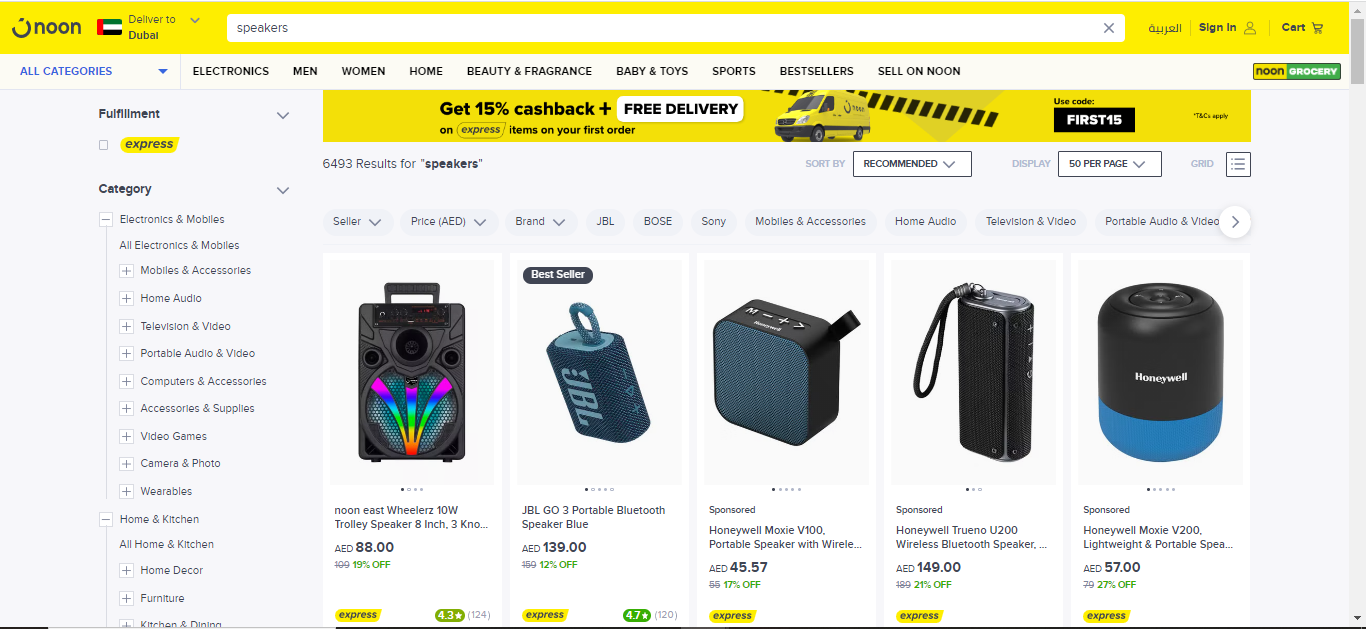 noon
Deliver to
Dubai
speakers
العربية
Sign In
Cart
ALL CATEGORIES
ELECTRONICS
MEN
WOMEN
HOME
BEAUTY & FRAGRANCE
BABY & TOYS
SPORTS
BESTSELLERS
SELL ON NOON
noon GROCERY
Get 15% cashback + FREE DELIVERY
on express items on your first order
noon
Use code:
FIRST15
*T&Cs apply
Fulfillment
express
Category
Electronics & Mobiles
All Electronics & Mobiles
Mobiles & Accessories
Home Audio
Television & Video
Portable Audio & Video
Computers & Accessories
Accessories & Supplies
Video Games
Camera & Photo
Wearables
Home & Kitchen
All Home & Kitchen
Home Decor
Furniture
Kitchen & Dining
6493 Results for "speakers"
SORT BY
RECOMMENDED
DISPLAY
50 PER PAGE
GRID
Seller
Price (AED)
Brand
JBL
BOSE
Sony
Mobiles & Accessories
Home Audio
Television & Video
Portable Audio & Video
noon east Wheelerz 10W
Trolley Speaker 8 Inch, 3 Kno...
AED 88.00
109 19% OFF
express
4.3★ (124)
Best Seller
JBL
JBL GO 3 Portable Bluetooth
Speaker Blue
AED 139.00
159 12% OFF
express
4.7★ (120)
M − + >
Honeywell
Sponsored
Honeywell Moxie V100,
Portable Speaker with Wirele...
AED 45.57
55 17% OFF
express
Sponsored
Honeywell Trueno U200
Wireless Bluetooth Speaker, ...
AED 149.00
189 21% OFF
express
Honeywell
Sponsored
Honeywell Moxie V200,
Lightweight & Portable Spea...
AED 57.00
79 27% OFF
express